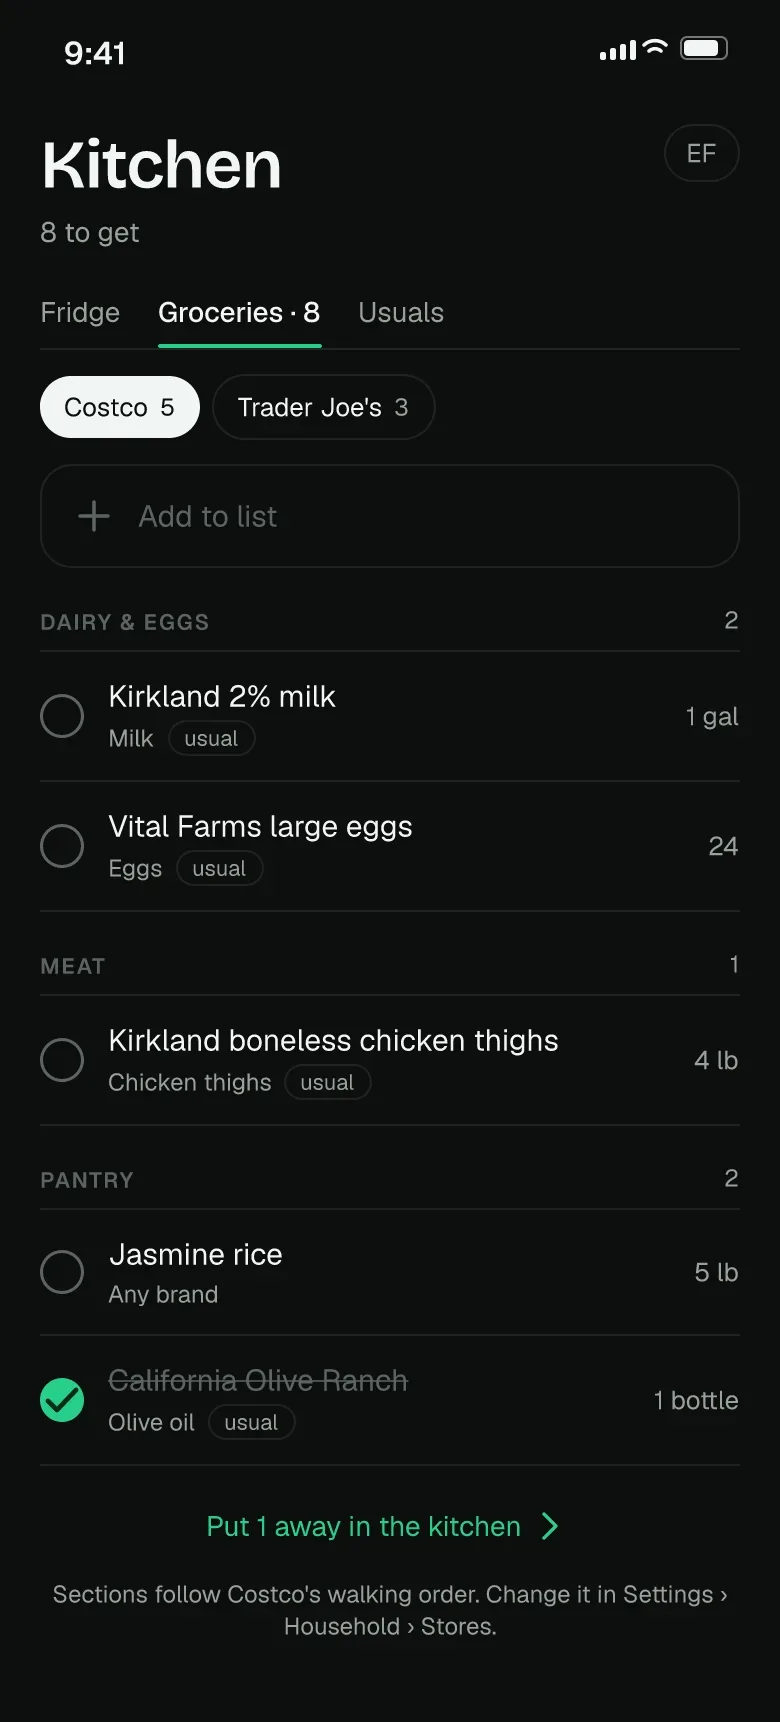 9:41
Kitchen
EF
8 to get
Fridge
Groceries · 8
Usuals
Costco 5
Trader Joe's 3
Add to list
DAIRY & EGGS 2
Kirkland 2% milk
Milk usual
1 gal
Vital Farms large eggs
Eggs usual
24
MEAT 1
Kirkland boneless chicken thighs
Chicken thighs usual
4 lb
PANTRY 2
Jasmine rice
Any brand
5 lb
California Olive Ranch
Olive oil usual
1 bottle
Put 1 away in the kitchen
Sections follow Costco's walking order. Change it in Settings ›
Household › Stores.